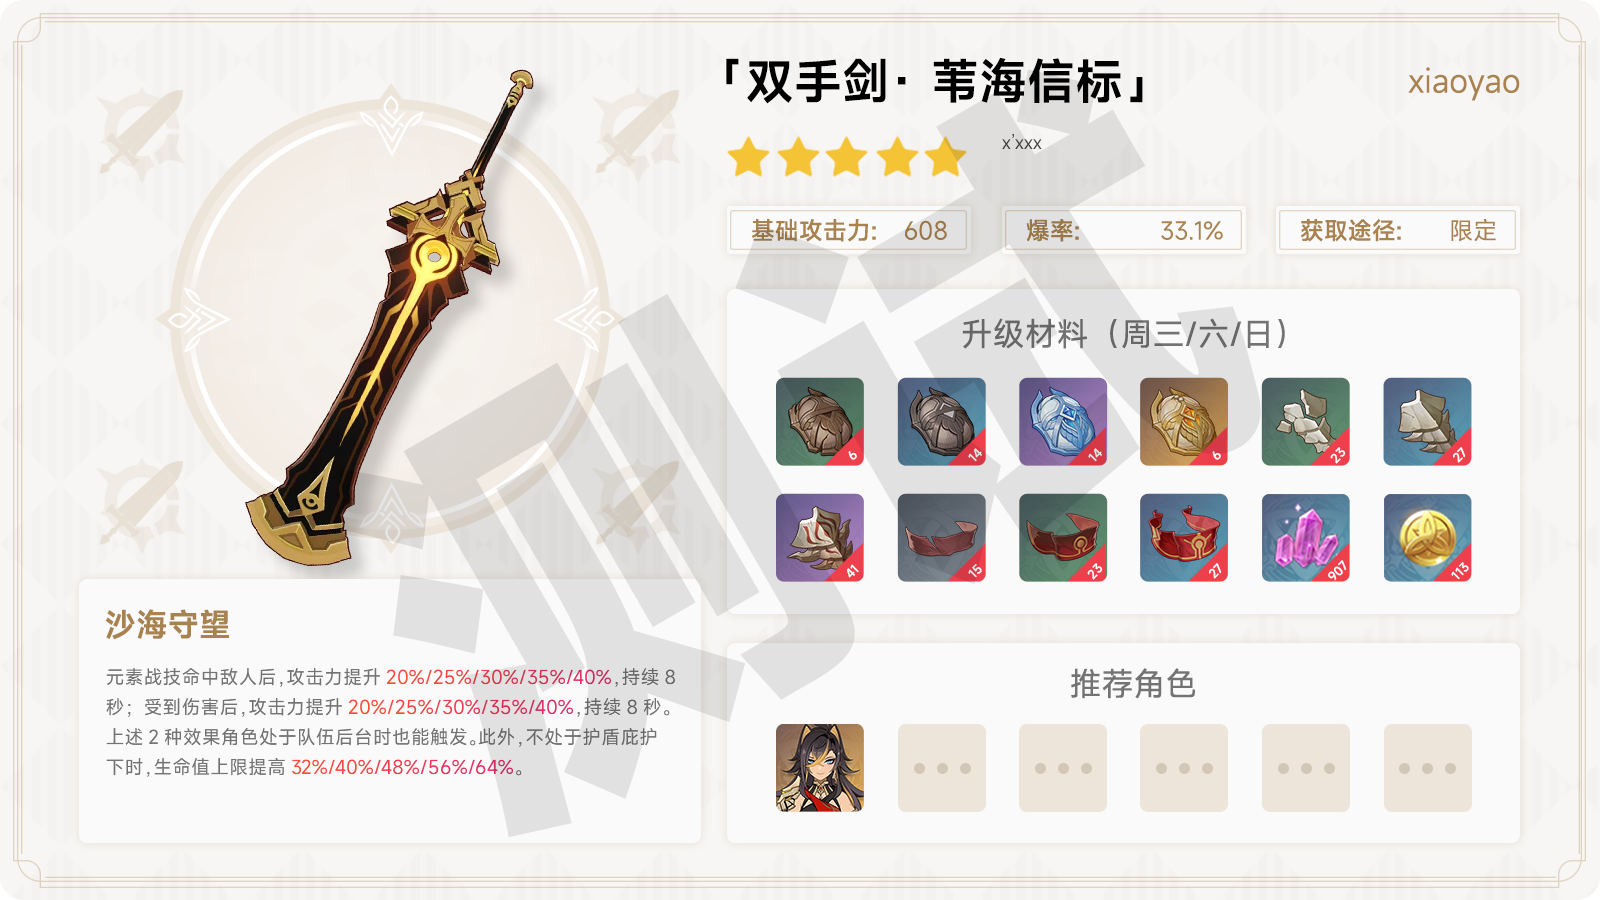 「双手剑· 苇海信标」
xiaoyao
x'xxx
基础攻击力: 608
爆率: 33.1%
获取途径: 限定
升级材料（周三/六/日）
6
14
14
6
23
27
41
15
23
27
907
113
沙海守望
元素战技命中敌人后,攻击力提升 20%/25%/30%/35%/40%,持续 8
秒；受到伤害后,攻击力提升 20%/25%/30%/35%/40%,持续 8 秒。
上述 2 种效果角色处于队伍后台时也能触发。此外,不处于护盾庇护
下时,生命值上限提高 32%/40%/48%/56%/64%。
推荐角色
测试